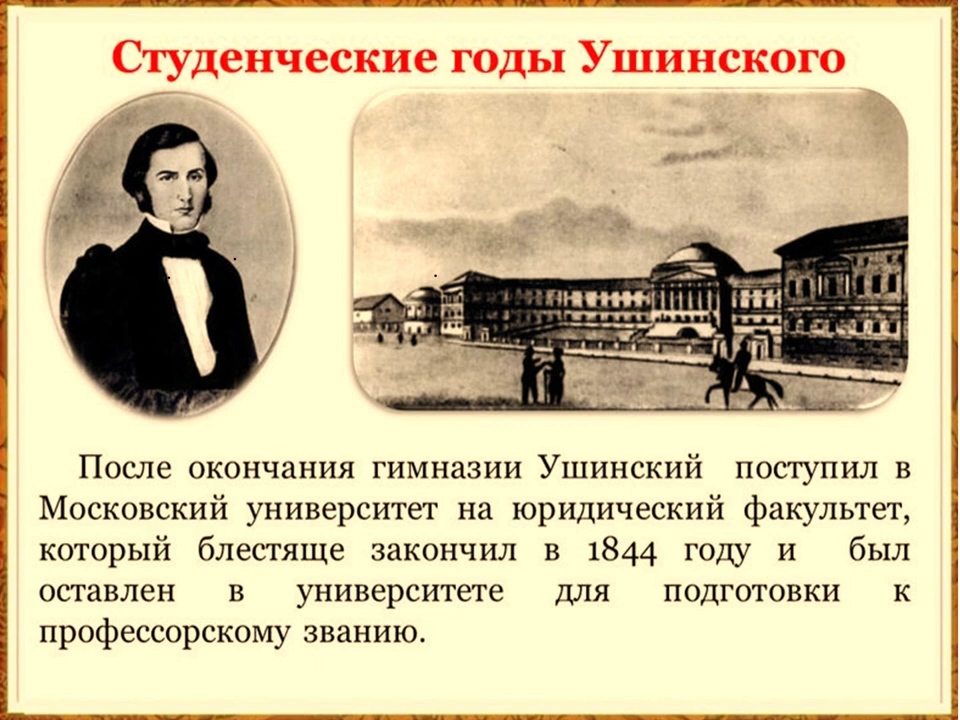 Студенческие годы Ушинского
После окончания гимназии Ушинский поступил в
Московский университет на юридический факультет,
который блестяще закончил в 1844 году и был
оставлен в университете для подготовки к
профессорскому званию.